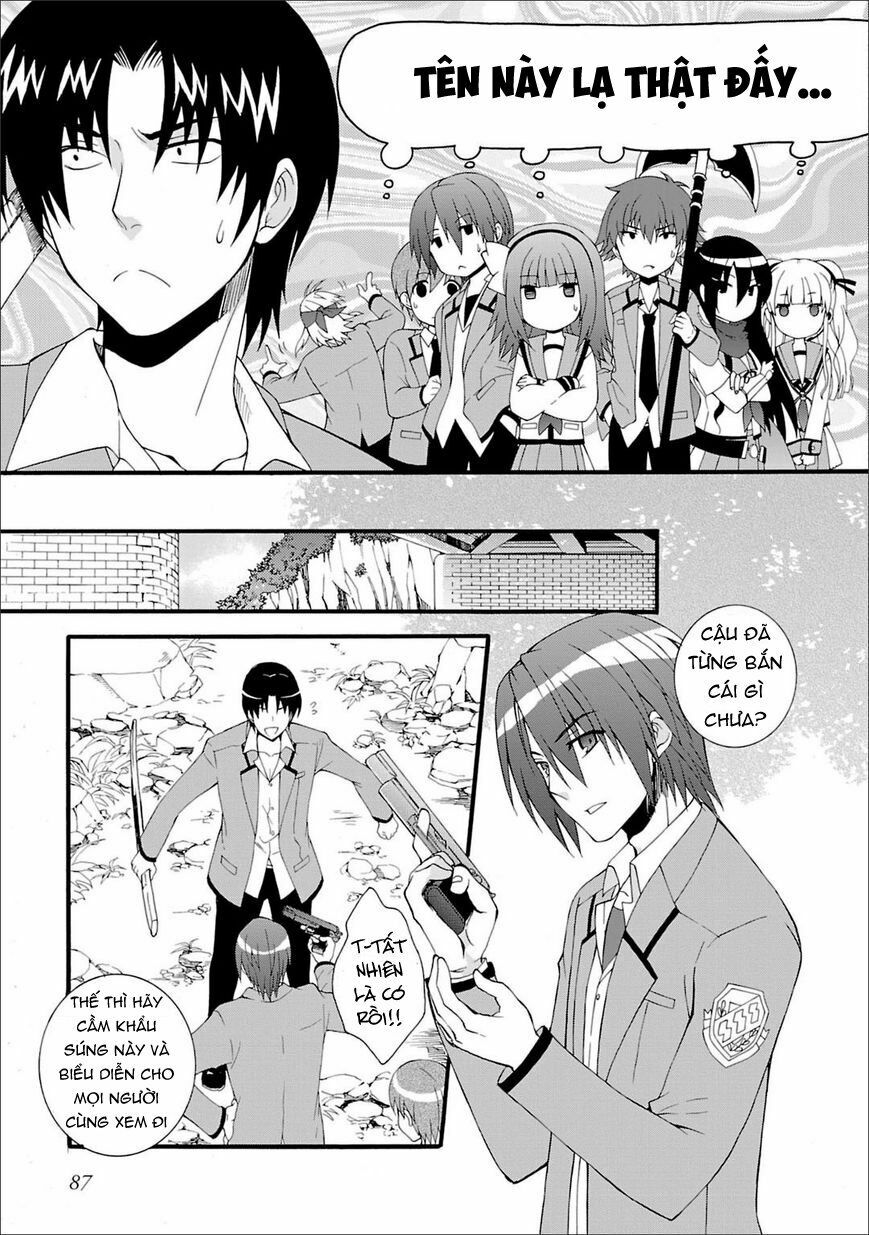 TÊN NÀY LẠ THẬT ĐẤY...
CẬU ĐÃ
TỪNG BẮN
CÁI GÌ
CHƯA?
T-TẤT
NHIÊN
LÀ CÓ
RỒI!!
THẾ THÌ HÃY
CẦM KHẨU
SÚNG NÀY VÀ
BIỂU DIỄN CHO
MỌI NGƯỜI
CÙNG XEM ĐI
87